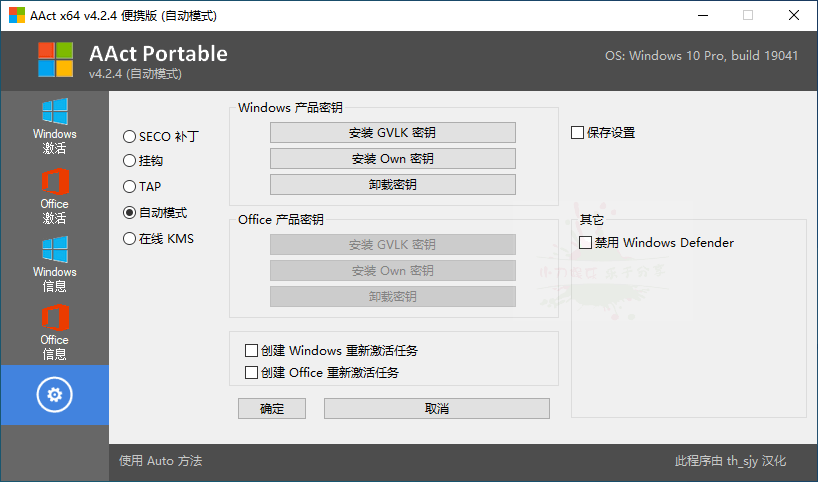 AAct x64 v4.2.4 便携版 (自动模式)
AAct Portable
v4.2.4 (自动模式)
OS: Windows 10 Pro, build 19041
Windows
激活
Office
激活
Windows
信息
Office
信息
SECO 补丁
挂钩
TAP
自动模式
在线 KMS
Windows 产品密钥
安装 GVLK 密钥
安装 Own 密钥
卸载密钥
Office 产品密钥
安装 GVLK 密钥
安装 Own 密钥
卸载密钥
创建 Windows 重新激活任务
创建 Office 重新激活任务
确定
取消
保存设置
其它
禁用 Windows Defender
使用 Auto 方法
此程序由 th_sjy 汉化